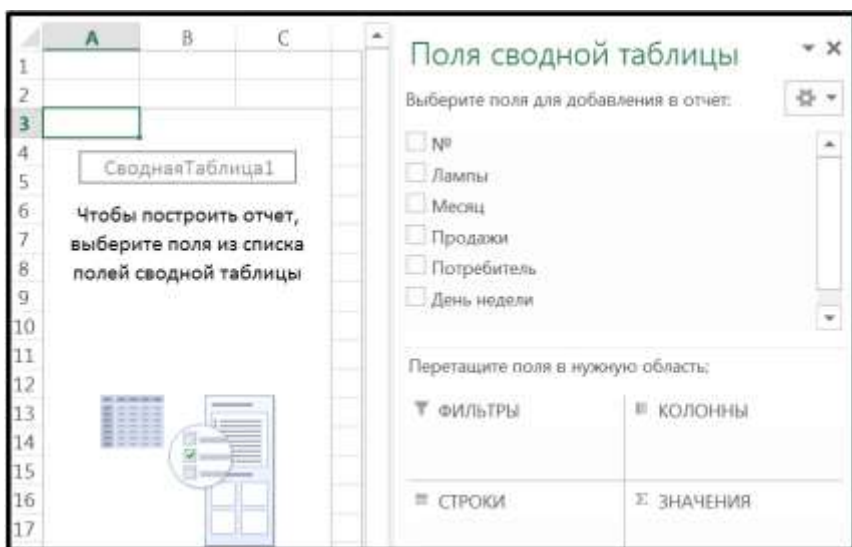 A B C
1
2
3
4
5
6
7
8
9
10
11
12
13
14
15
16
17
СводнаяТаблица1
Чтобы построить отчет,
выберите поля из списка
полей сводной таблицы
Поля сводной таблицы
Выберите поля для добавления в отчет:
№
Лампы
Месяц
Продажи
Потребитель
День недели
Перетащите поля в нужную область:
ФИЛЬТРЫ
КОЛОННЫ
СТРОКИ
Σ ЗНАЧЕНИЯ